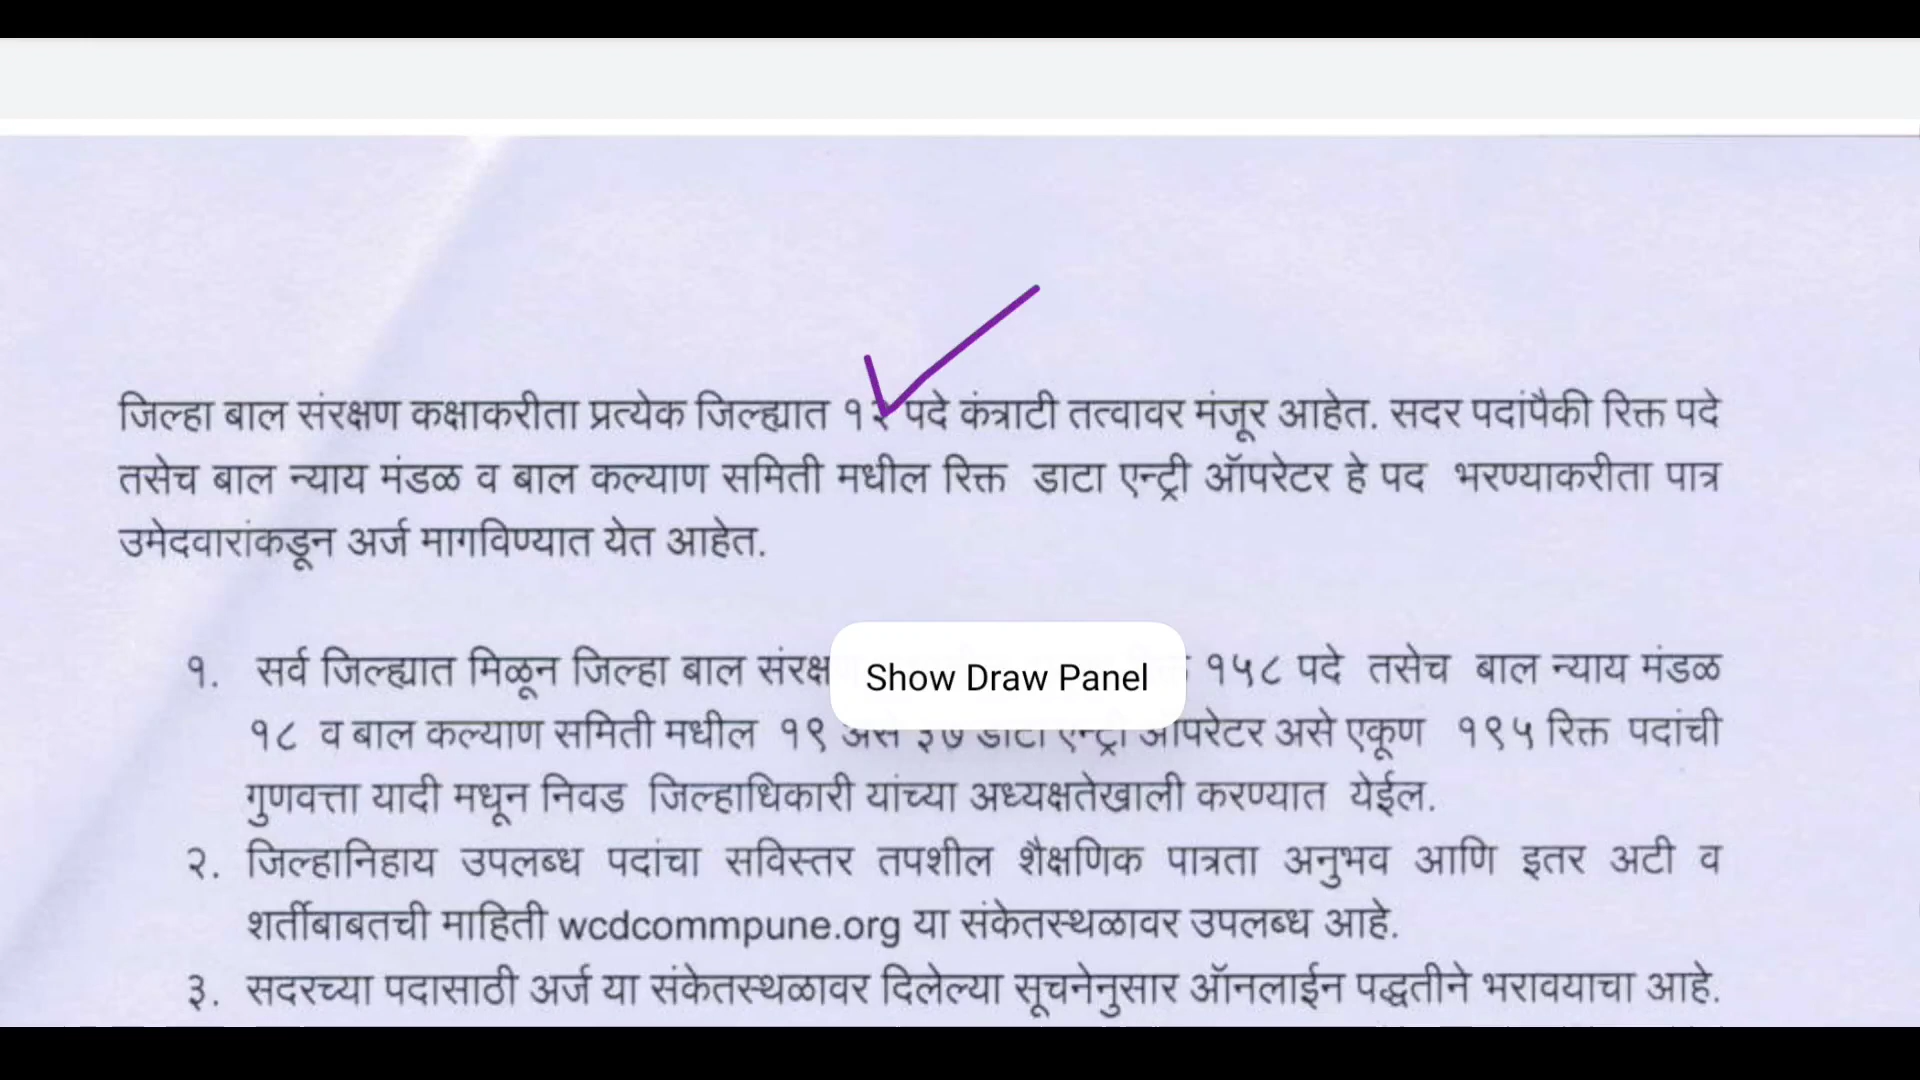 जिल्हा बाल संरक्षण कक्षाकरीता प्रत्येक जिल्ह्यात १२ पदे कंत्राटी तत्वावर मंजूर आहेत. सदर पदांपैकी रिक्त पदे
तसेच बाल न्याय मंडळ व बाल कल्याण समिती मधील रिक्त डाटा एन्ट्री ऑपरेटर हे पद भरण्याकरीता पात्र
उमेदवारांकडून अर्ज मागविण्यात येत आहेत.
१. सर्व जिल्ह्यात मिळून जिल्हा बाल १५८ पदे तसेच बाल न्याय मंडळ
Show Draw Panel
१८ व बाल कल्याण समिती मधील १९ असे ३७ डाटा एन्ट्री ऑपरेटर असे एकूण १९५ रिक्त पदांची
गुणवत्ता यादी मधून निवड जिल्हाधिकारी यांच्या अध्यक्षतेखाली करण्यात येईल.
२. जिल्हानिहाय उपलब्ध पदांचा सविस्तर तपशील शैक्षणिक पात्रता अनुभव आणि इतर अटी व
शर्तीबाबतची माहिती wcdcommpune.org या संकेतस्थळावर उपलब्ध आहे.
३. सदरच्या पदासाठी अर्ज या संकेतस्थळावर दिलेल्या सूचनेनुसार ऑनलाईन पद्धतीने भरावयाचा आहे.